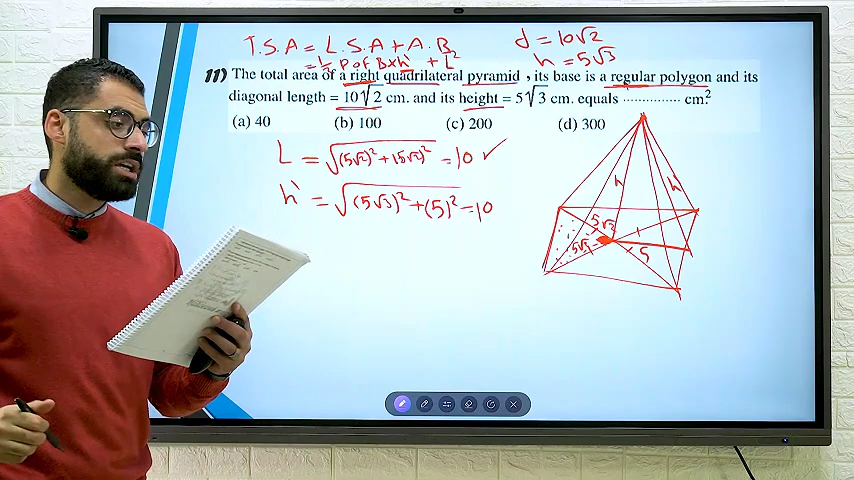 T.S.A = L.S.A + A.B
= ½ P of B × h` + L²
d = 10√2
h = 5√3
11) The total area of a right quadrilateral pyramid , its base is a regular polygon and its
diagonal length = 10√2 cm. and its height = 5√3 cm. equals ............... cm.²
(a) 40 (b) 100 (c) 200 (d) 300
L = √(5√2)² + (5√2)² = 10 ✓
h` = √(5√3)² + (5)² = 10
h h`
5√2
5√2
5